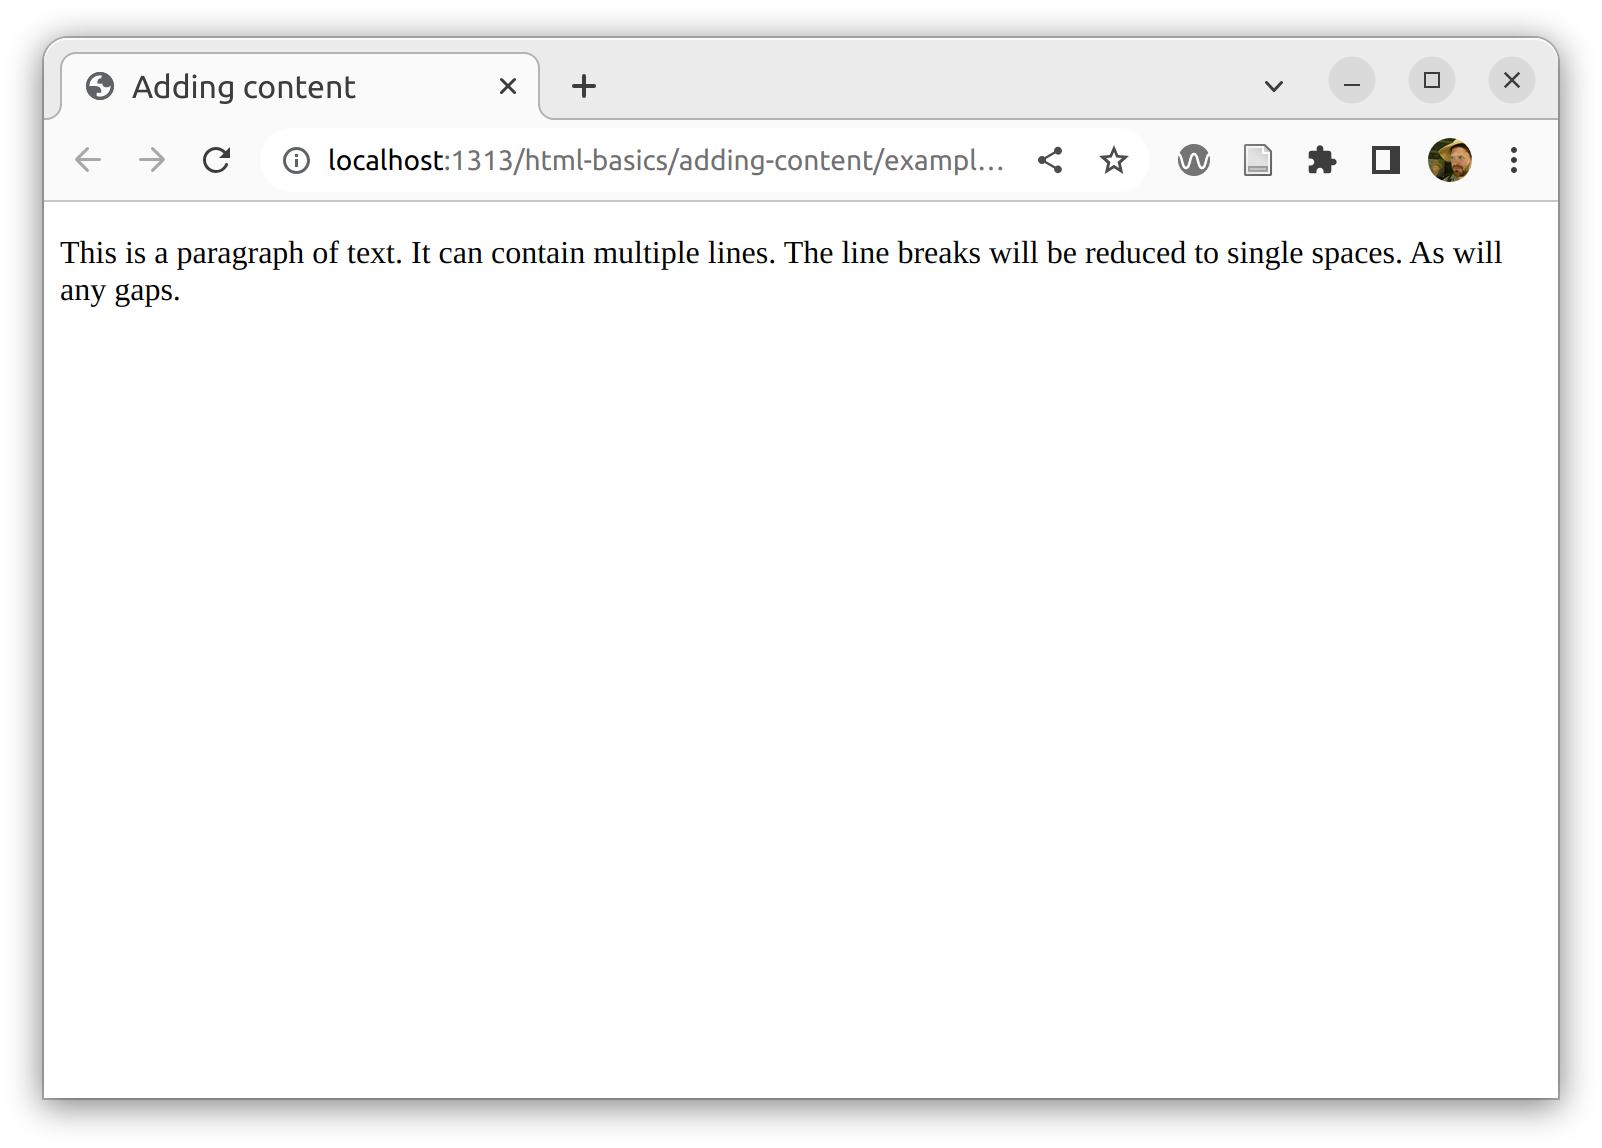 Adding content
localhost:1313/html-basics/adding-content/exampl...
This is a paragraph of text. It can contain multiple lines. The line breaks will be reduced to single spaces. As will
any gaps.